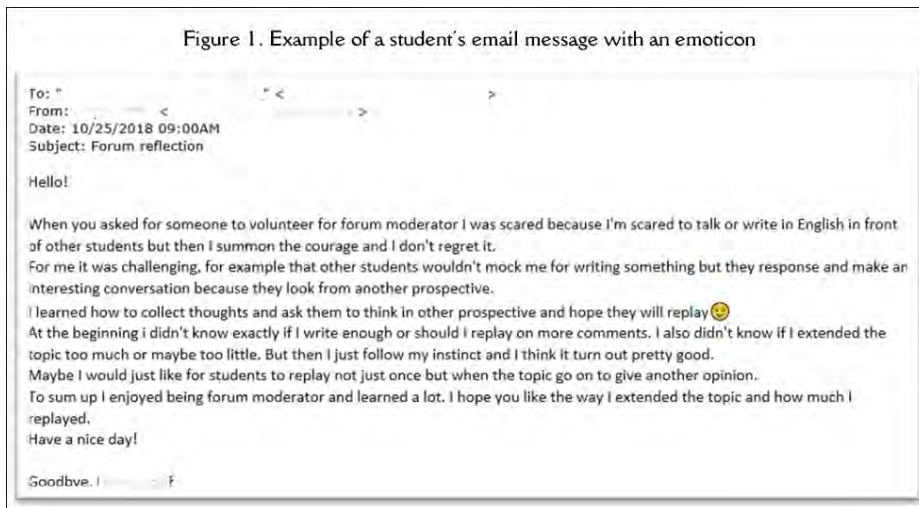 Figure 1. Example of a student's email message with an emoticon
To: " " < >
From: < >
Date: 10/25/2018 09:00AM
Subject: Forum reflection
Hello!
When you asked for someone to volunteer for forum moderator I was scared because I'm scared to talk or write in English in front
of other students but then I summon the courage and I don't regret it.
For me it was challenging, for example that other students wouldn't mock me for writing something but they response and make an
interesting conversation because they look from another prospective.
I learned how to collect thoughts and ask them to think in other prospective and hope they will replay😉
At the beginning i didn't know exactly if I write enough or should I replay on more comments. I also didn't know if I extended the
topic too much or maybe too little. But then I just follow my instinct and I think it turn out pretty good.
Maybe I would just like for students to replay not just once but when the topic go on to give another opinion.
To sum up I enjoyed being forum moderator and learned a lot. I hope you like the way I extended the topic and how much I
replayed.
Have a nice day!
Goodbye.